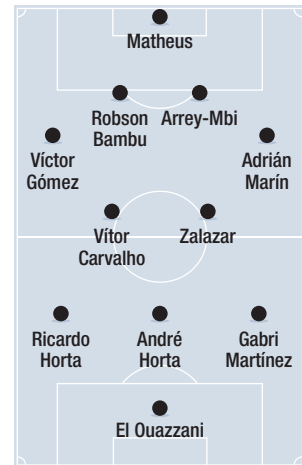 Matheus
Robson
Bambu
Arrey-Mbi
Víctor
Gómez
Adrián
Marín
Vítor
Carvalho
Zalazar
Ricardo
Horta
André
Horta
Gabri
Martínez
El Ouazzani